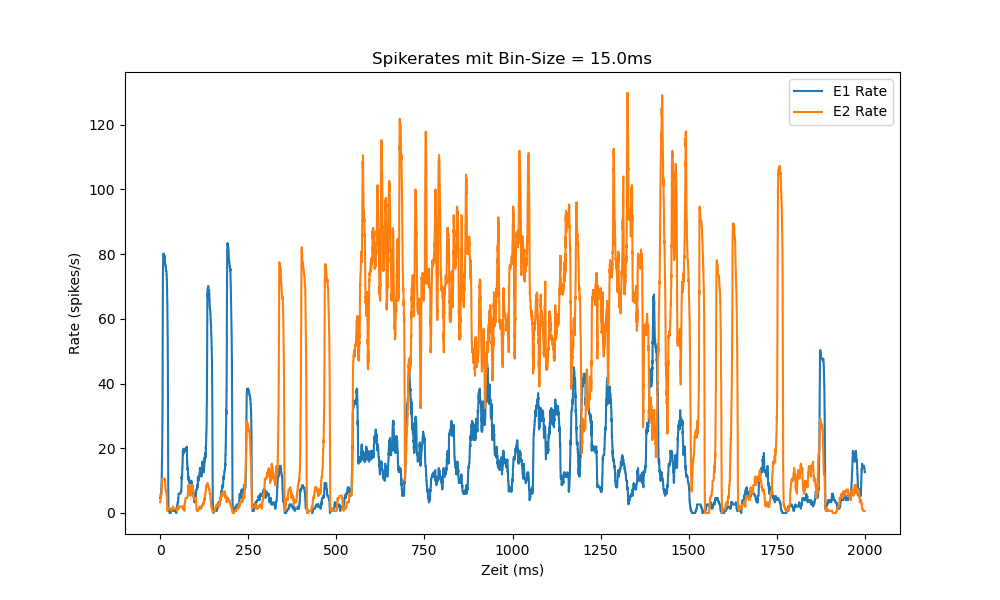 Spikerates mit Bin-Size = 15.0ms
E1 Rate
E2 Rate
120
100
80
60
40
20
0
Rate (spikes/s)
0 250 500 750 1000 1250 1500 1750 2000
Zeit (ms)